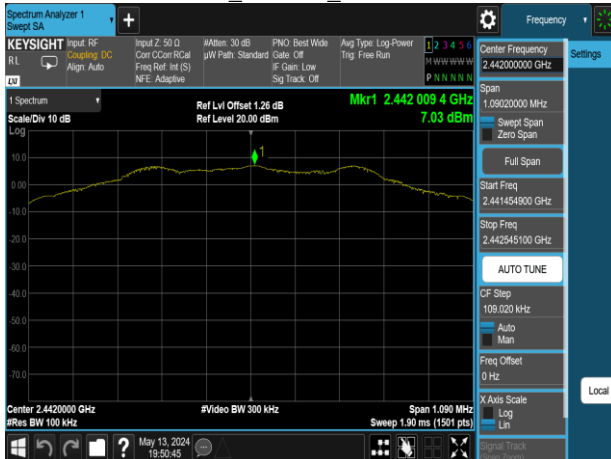 Spectrum Analyzer 1
Swept SA
Frequency
KEYSIGHT
RL
LXI
Input: RF
Coupling: DC
Align: Auto
Input Z: 50 Ω
Corr CCorr RCal
Freq Ref: Int (S)
NFE: Adaptive
#Atten: 30 dB
µW Path: Standard
PNO: Best Wide
Gate: Off
IF Gain: Low
Sig Track: Off
Avg Type: Log-Power
Trig: Free Run
1 2 3 4 5 6
M W W W W W
P N N N N N
1 Spectrum
Scale/Div 10 dB
Log
Ref Lvl Offset 1.26 dB
Ref Level 20.00 dBm
Mkr1 2.442 009 4 GHz
7.03 dBm
1
10.0
0.00
-10.0
-20.0
-30.0
-40.0
-50.0
-60.0
-70.0
Center 2.4420000 GHz
#Res BW 100 kHz
#Video BW 300 kHz
Span 1.090 MHz
Sweep 1.90 ms (1501 pts)
Center Frequency
2.442000000 GHz
Span
1.09020000 MHz
Swept Span
Zero Span
Full Span
Start Freq
2.441454900 GHz
Stop Freq
2.442545100 GHz
AUTO TUNE
CF Step
109.020 kHz
Auto
Man
Freq Offset
0 Hz
X Axis Scale
Log
Lin
Signal Track
(Span Zoom)
Settings
Local
?
May 13, 2024
19:50:45